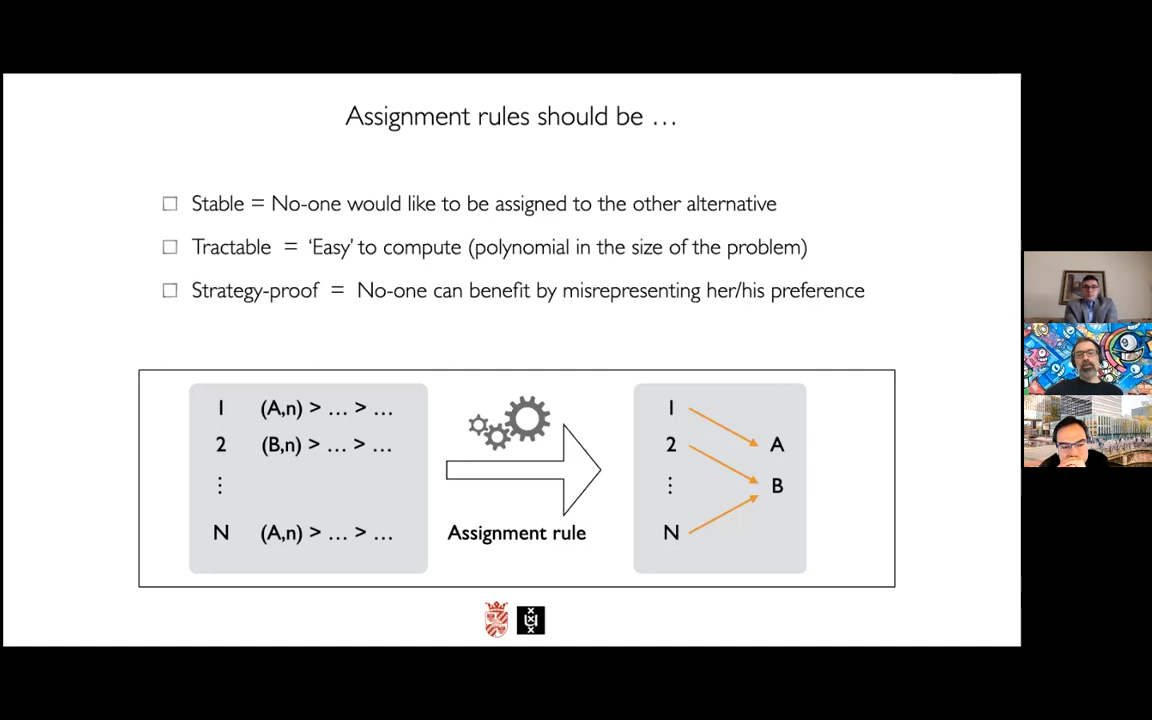 Assignment rules should be …
Stable = No-one would like to be assigned to the other alternative
Tractable = ‘Easy’ to compute (polynomial in the size of the problem)
Strategy-proof = No-one can benefit by misrepresenting her/his preference
1 (A,n) > … > …
2 (B,n) > … > …
⋮
N (A,n) > … > …
Assignment rule
1
2 A
⋮ B
N